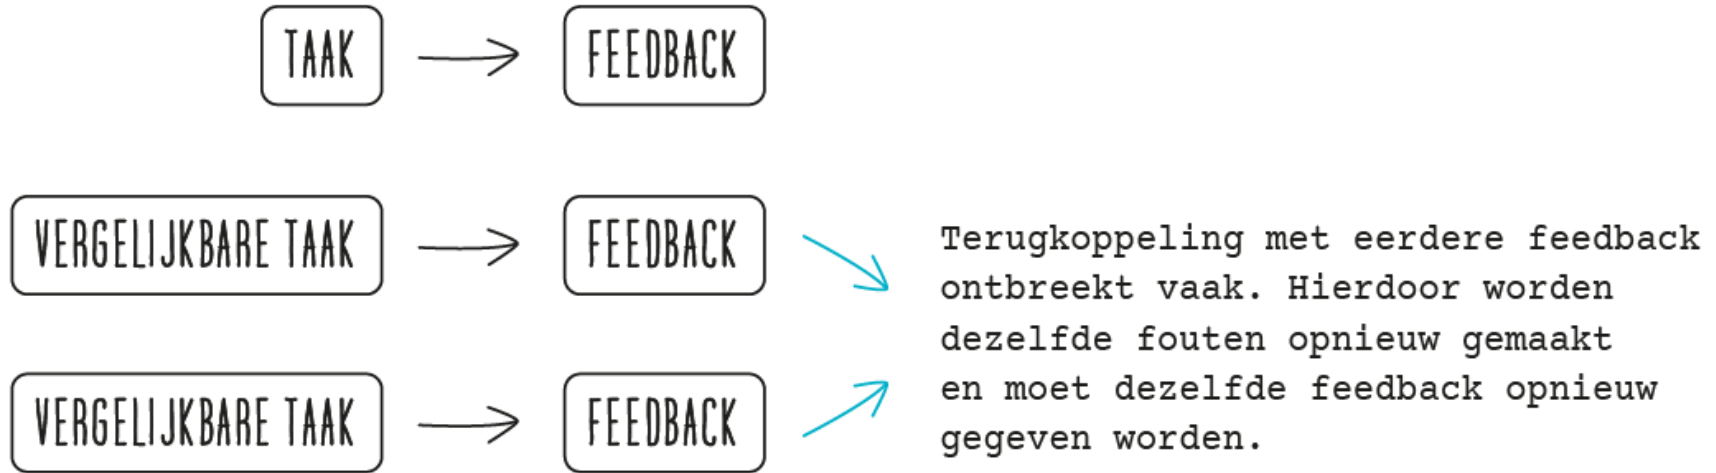 TAAK
FEEDBACK
VERGELIJKBARE TAAK
FEEDBACK
VERGELIJKBARE TAAK
FEEDBACK
Terugkoppeling met eerdere feedback
ontbreekt vaak. Hierdoor worden
dezelfde fouten opnieuw gemaakt
en moet dezelfde feedback opnieuw
gegeven worden.